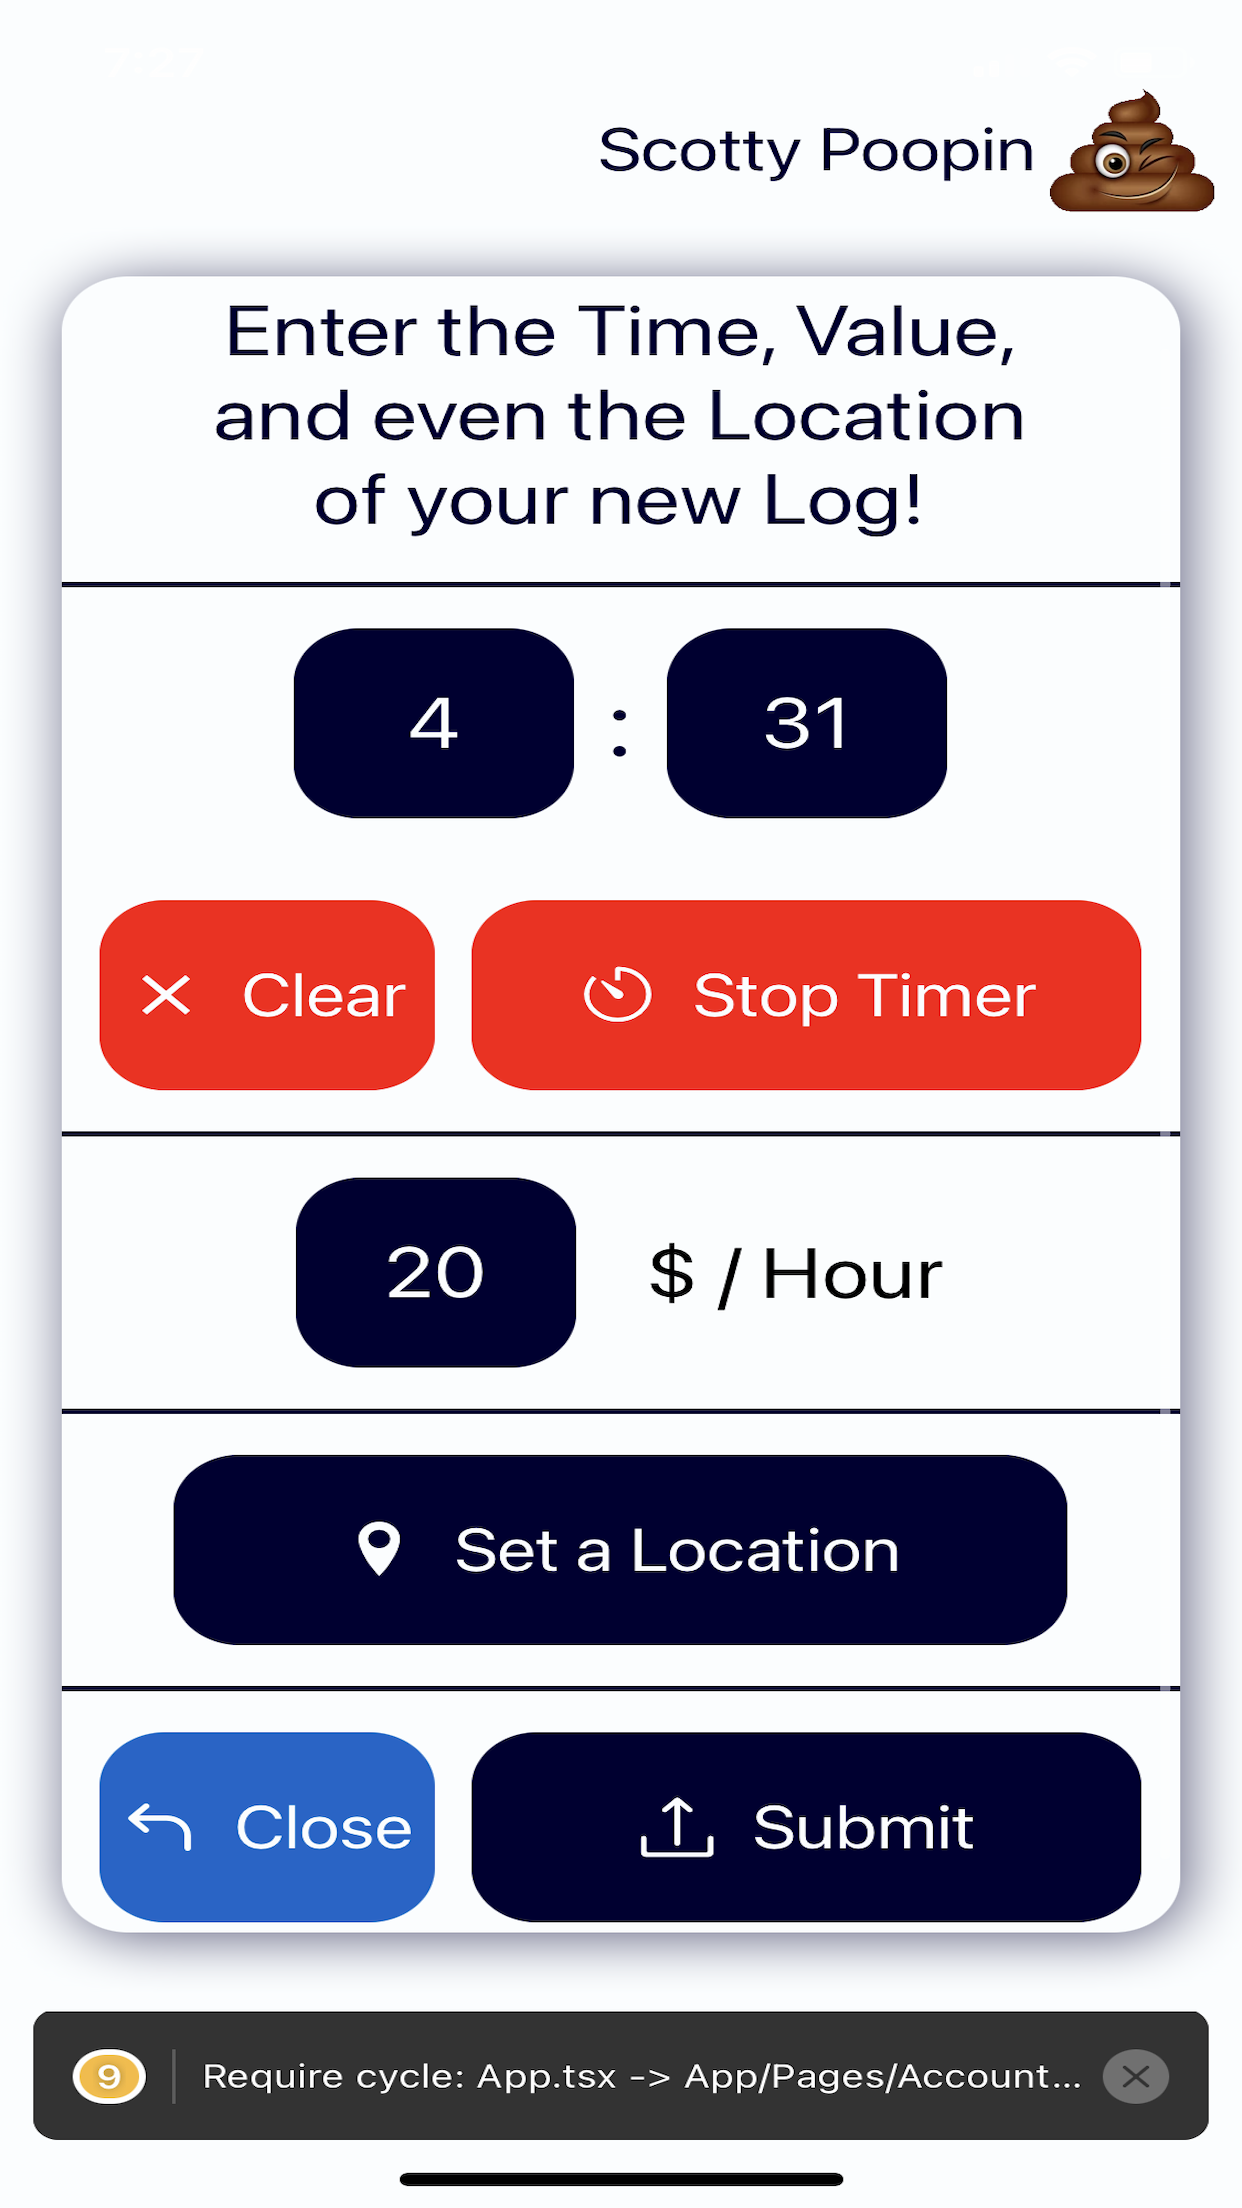 Scotty Poopin
Enter the Time, Value,
and even the Location
of your new Log!
4 : 31
Clear
Stop Timer
20 $ / Hour
Set a Location
Close
Submit
9 Require cycle: App.tsx -> App/Pages/Account...